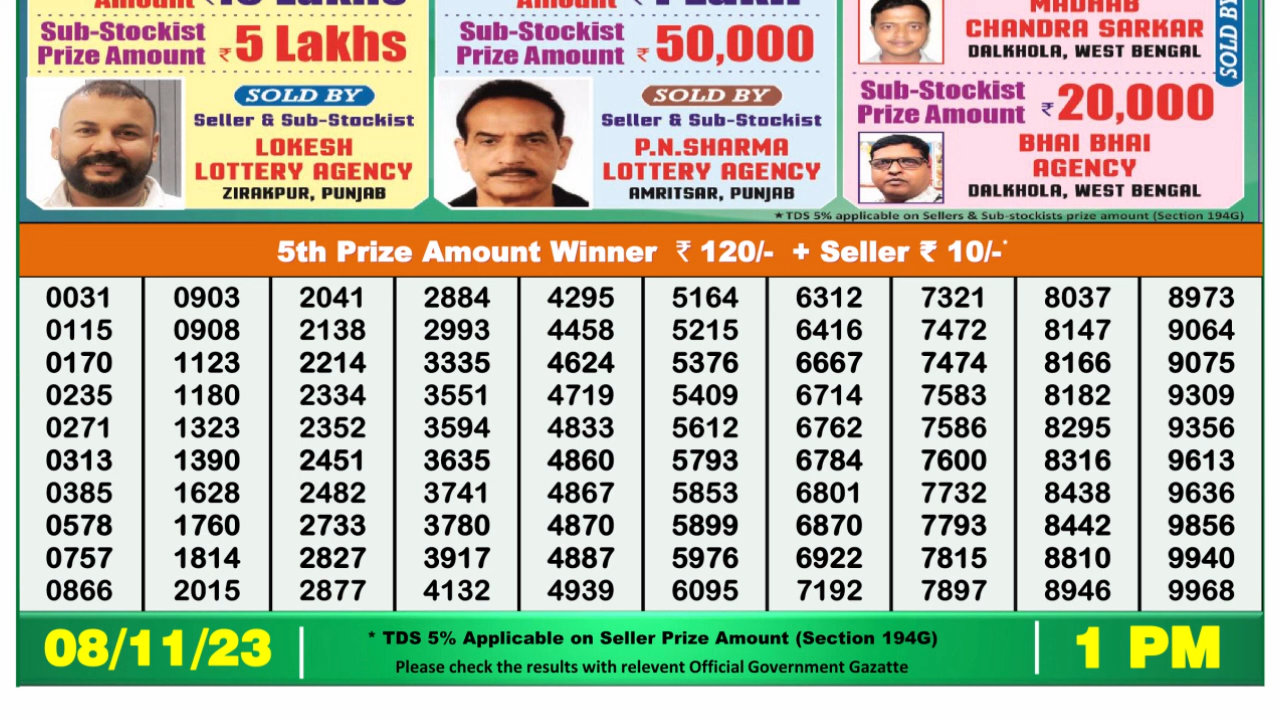 Sub-Stockist
Prize Amount ₹ 5 Lakhs
SOLD BY
Seller & Sub-Stockist
LOKESH
LOTTERY AGENCY
ZIRAKPUR, PUNJAB
Sub-Stockist
Prize Amount ₹ 50,000
SOLD BY
Seller & Sub-Stockist
P.N.SHARMA
LOTTERY AGENCY
AMRITSAR, PUNJAB
MADHAB
CHANDRA SARKAR
DALKHOLA, WEST BENGAL
SOLD BY
Sub-Stockist
Prize Amount ₹ 20,000
BHAI BHAI
AGENCY
DALKHOLA, WEST BENGAL
★TDS 5% applicable on Sellers & Sub-stockists prize amount (Section 194G)
5th Prize Amount Winner ₹ 120/- + Seller ₹ 10/-*
0031 0903 2041 2884 4295 5164 6312 7321 8037 8973
0115 0908 2138 2993 4458 5215 6416 7472 8147 9064
0170 1123 2214 3335 4624 5376 6667 7474 8166 9075
0235 1180 2334 3551 4719 5409 6714 7583 8182 9309
0271 1323 2352 3594 4833 5612 6762 7586 8295 9356
0313 1390 2451 3635 4860 5793 6784 7600 8316 9613
0385 1628 2482 3741 4867 5853 6801 7732 8438 9636
0578 1760 2733 3780 4870 5899 6870 7793 8442 9856
0757 1814 2827 3917 4887 5976 6922 7815 8810 9940
0866 2015 2877 4132 4939 6095 7192 7897 8946 9968
08/11/23
* TDS 5% Applicable on Seller Prize Amount (Section 194G)
Please check the results with relevent Official Government Gazatte
1 PM